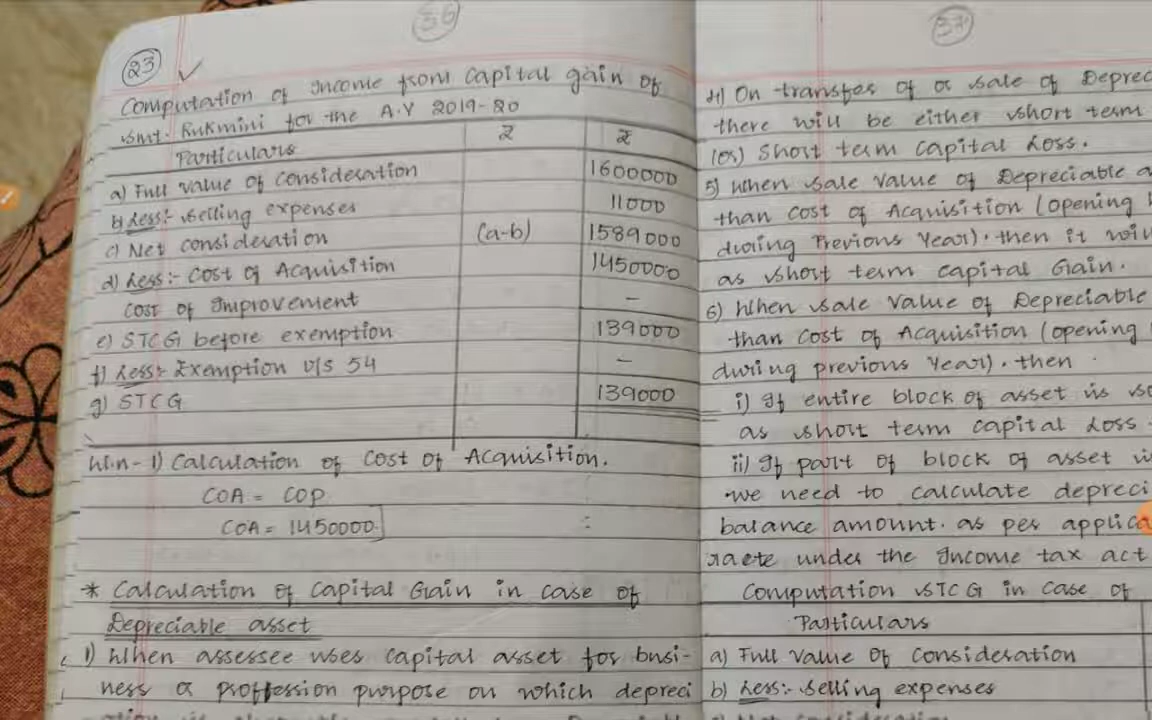 36
23 ✓
Computation of Income from Capital gain of
Smt. Rukmini for the A.Y 2019-20
Particulars ₹ ₹
a) Full value of consideration 1600000
b) Less:- Selling expenses 11000
c) Net consideration (a-b) 1589000
d) Less:- Cost of Acquisition 1450000
Cost of Improvement –
e) STCG before exemption 139000
f) Less:- Exemption U/S 54 –
g) STCG 139000
W.n-1) Calculation of Cost of Acquisition.
COA = COP
COA = 1450000.
* Calculation of Capital Gain in case of
Depreciable asset
1) When assessee uses capital asset for busi-
ness or proffession purpose on which depreci
37
4) On transfer of or sale of Deprec
there will be either short term
(or) Short term Capital Loss.
5) When sale value of Depreciable a
than cost of Acquisition (opening
during Previous Year). then it
as short term capital Gain.
6) When sale value of Depreciable
than cost of Acquisition (opening
during previous Year). then
i) If entire block of asset is
as short term capital Loss.
ii) If part of block of asset
we need to calculate depreci
balance amount. as per applica
raete under the Income tax act
Computation STCG in case of
Particulars
a) Full value of consideration
b) Less:- Selling expenses